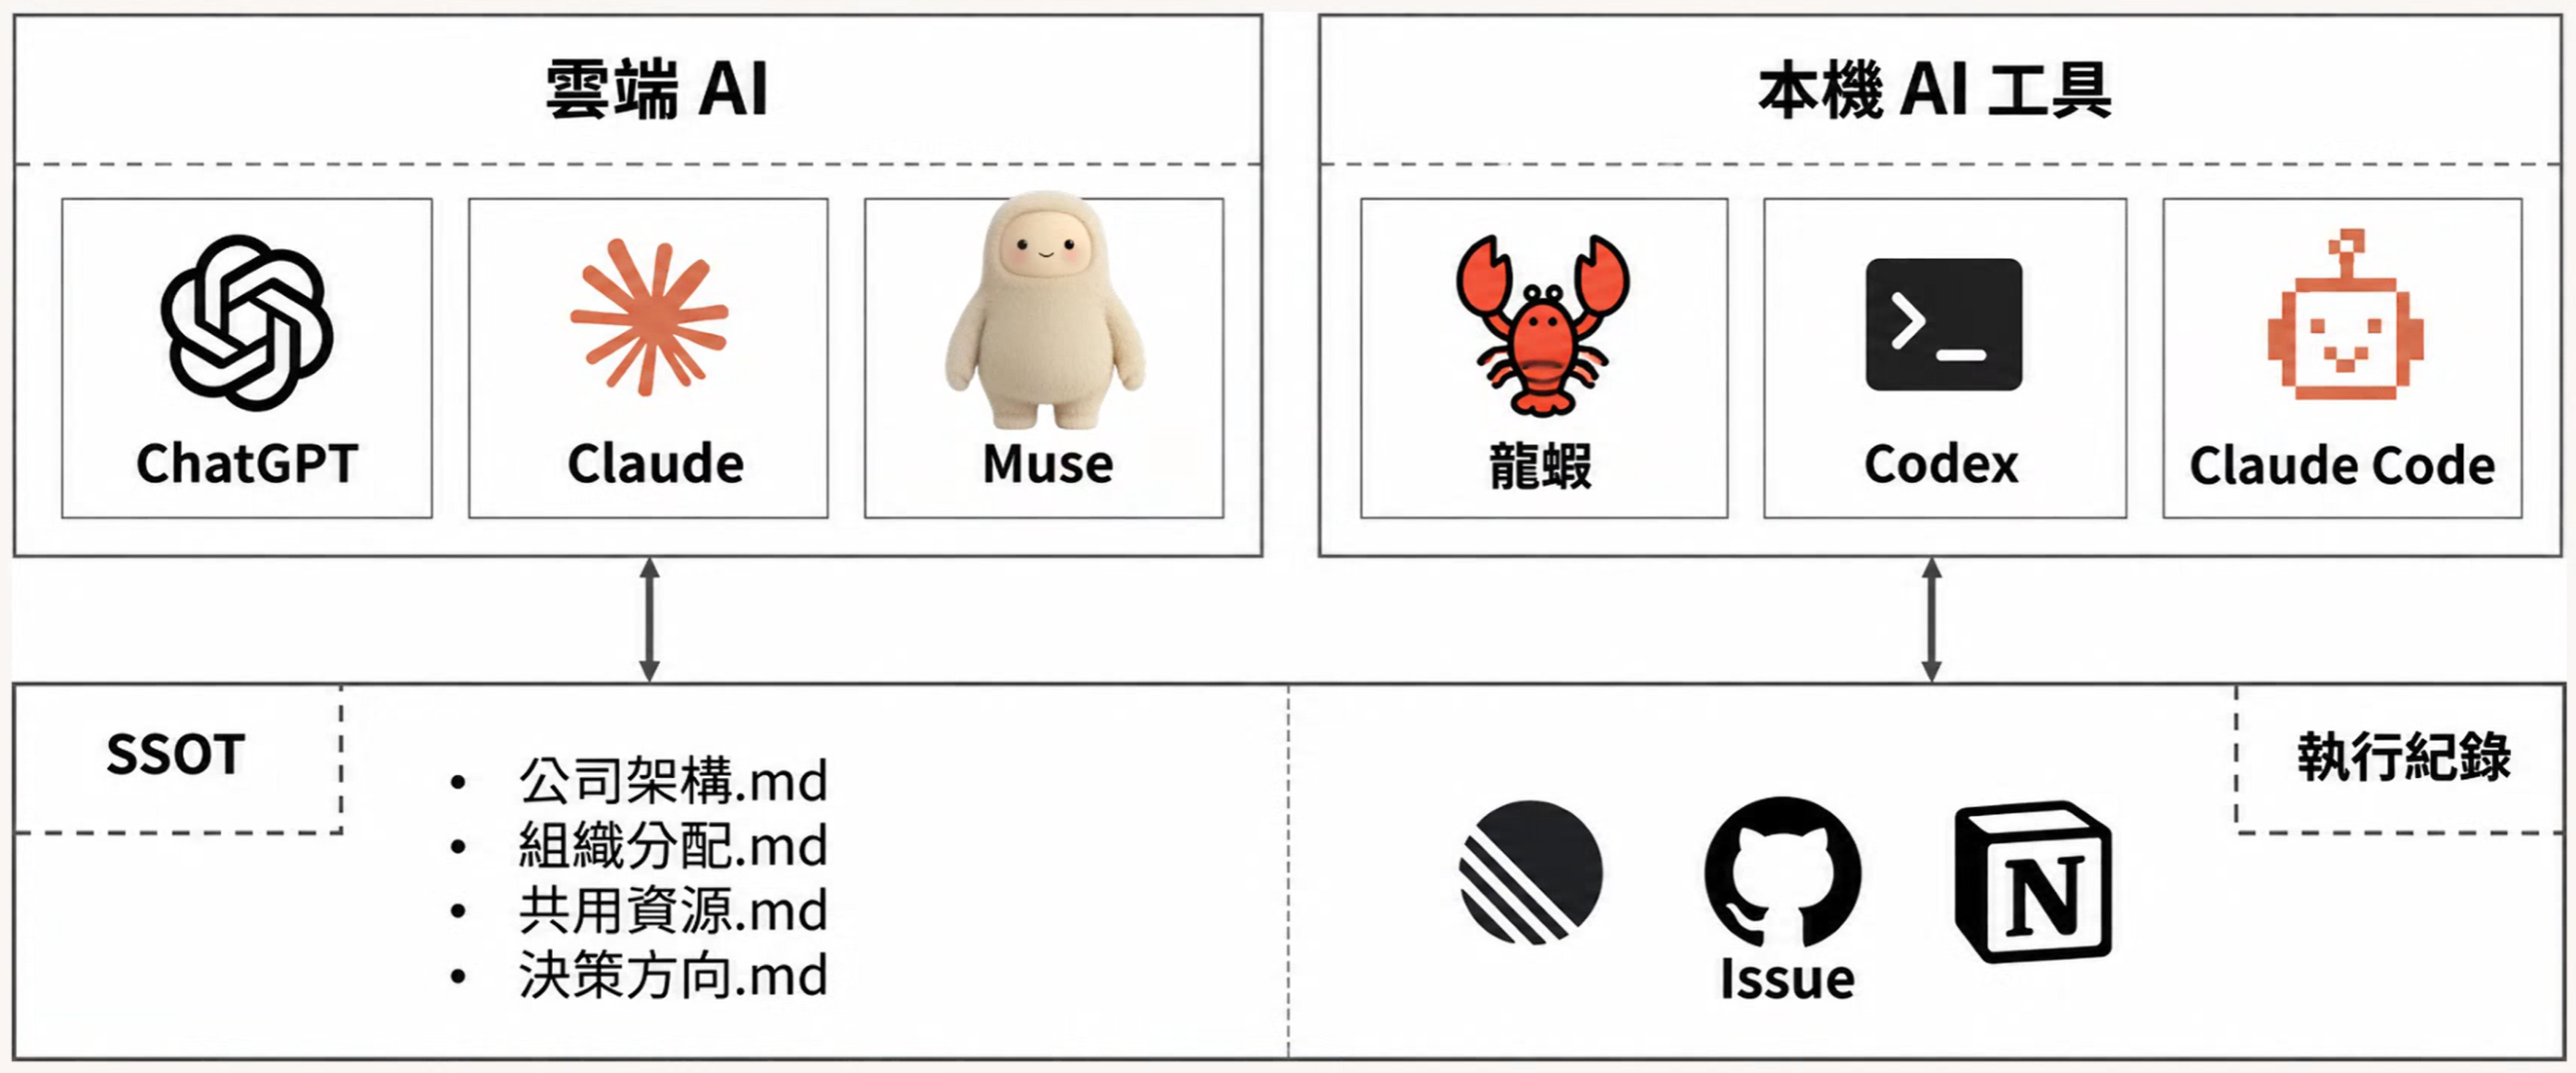 雲端 AI
本機 AI 工具
ChatGPT
Claude
Muse
龍蝦
Codex
Claude Code
SSOT
• 公司架構.md
• 組織分配.md
• 共用資源.md
• 決策方向.md
執行紀錄
Issue
N